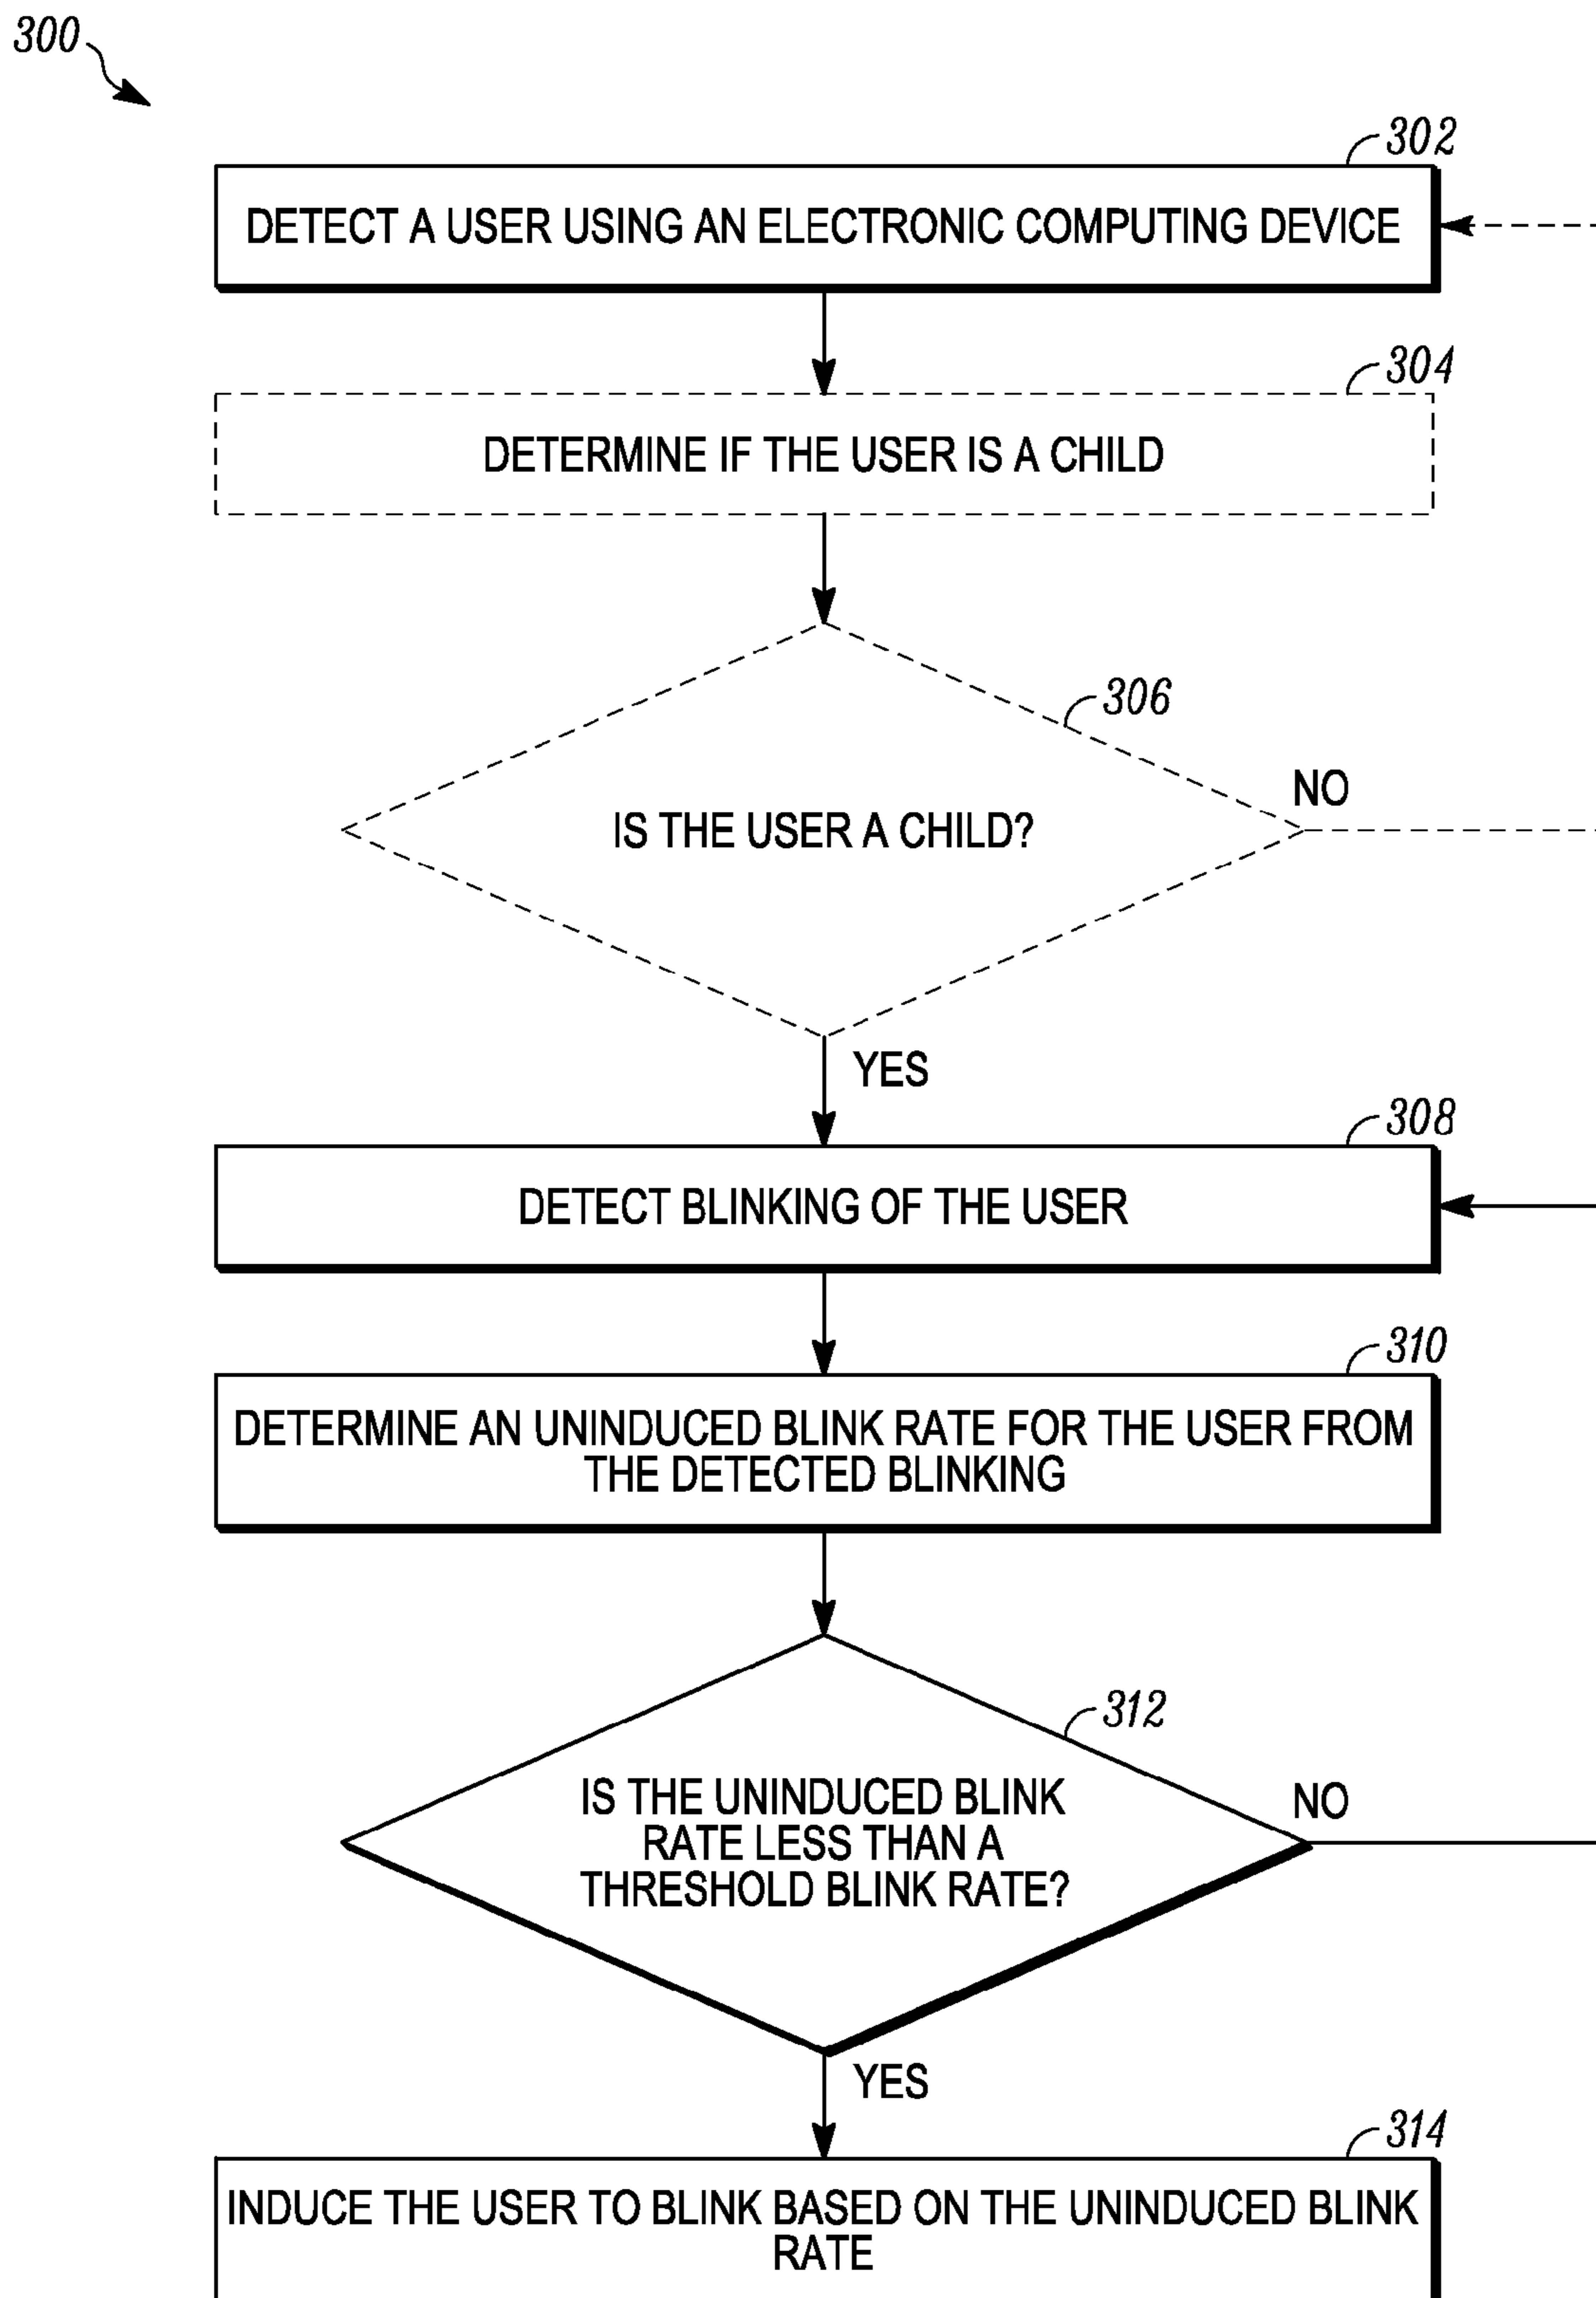 300
302
DETECT A USER USING AN ELECTRONIC COMPUTING DEVICE
304
DETERMINE IF THE USER IS A CHILD
306
NO
IS THE USER A CHILD?
YES
308
DETECT BLINKING OF THE USER
310
DETERMINE AN UNINDUCED BLINK RATE FOR THE USER FROM
THE DETECTED BLINKING
312
IS THE UNINDUCED BLINK
NO
RATE LESS THAN A
THRESHOLD BLINK RATE?
YES
314
INDUCE THE USER TO BLINK BASED ON THE UNINDUCED BLINK
RATE